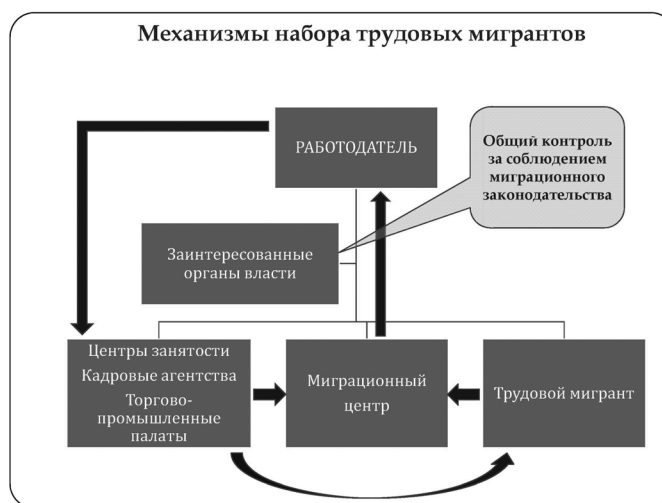 Механизмы набора трудовых мигрантов
РАБОТОДАТЕЛЬ
Общий контроль
за соблюдением
миграционного
законодательства
Заинтересованные
органы власти
Центры занятости
Кадровые агентства
Торгово-
промышленные
палаты
Миграционный
центр
Трудовой мигрант